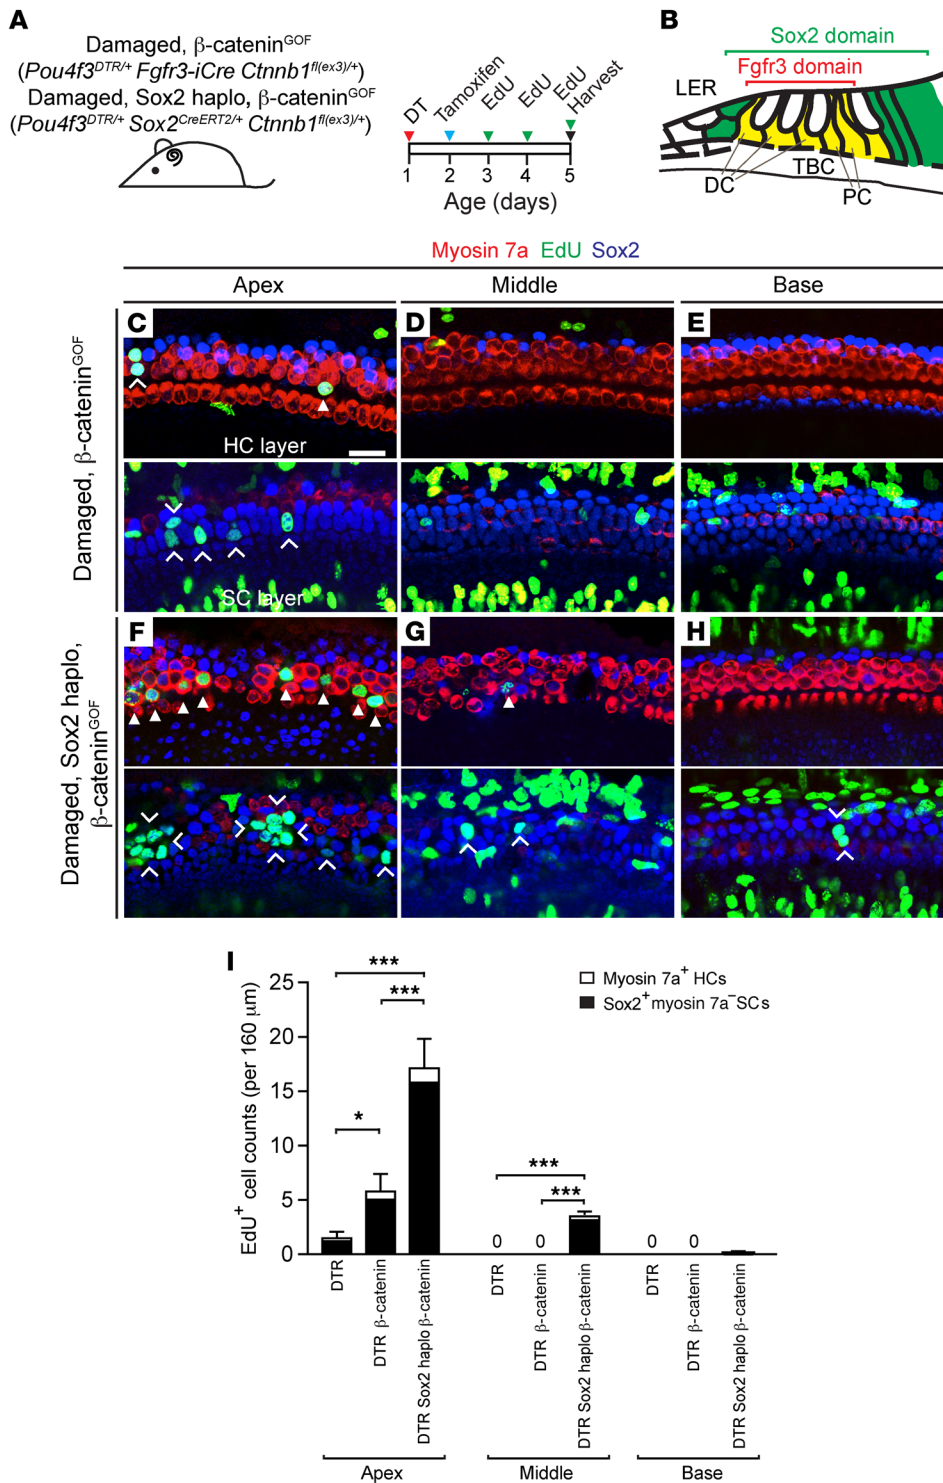 A
Damaged, β-catenin^GOF
(Pou4f3^DTR/+ Fgfr3-iCre Ctnnb1^fl(ex3)/+)
Damaged, Sox2 haplo, β-catenin^GOF
(Pou4f3^DTR/+ Sox2^CreERT2/+ Ctnnb1^fl(ex3)/+)
DT
Tamoxifen
EdU
EdU
EdU
Harvest
1 2 3 4 5
Age (days)
B
Sox2 domain
Fgfr3 domain
LER
DC
TBC
PC
Myosin 7a EdU Sox2
Apex Middle Base
Damaged, β-catenin^GOF
C
HC layer
SC layer
D
E
Damaged, Sox2 haplo,
β-catenin^GOF
F
G
H
I
EdU+ cell counts (per 160 μm)
25
20
15
10
5
0
***
***
*
***
***
0 0
0 0
Myosin 7a+ HCs
Sox2+ myosin 7a− SCs
DTR
DTR β-catenin
DTR Sox2 haplo β-catenin
DTR
DTR β-catenin
DTR Sox2 haplo β-catenin
DTR
DTR β-catenin
DTR Sox2 haplo β-catenin
Apex Middle Base